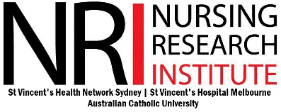 NRI NURSING
RESEARCH
INSTITUTE
St Vincent's Health Network Sydney | St Vincent's Hospital Melbourne
Australian Catholic University